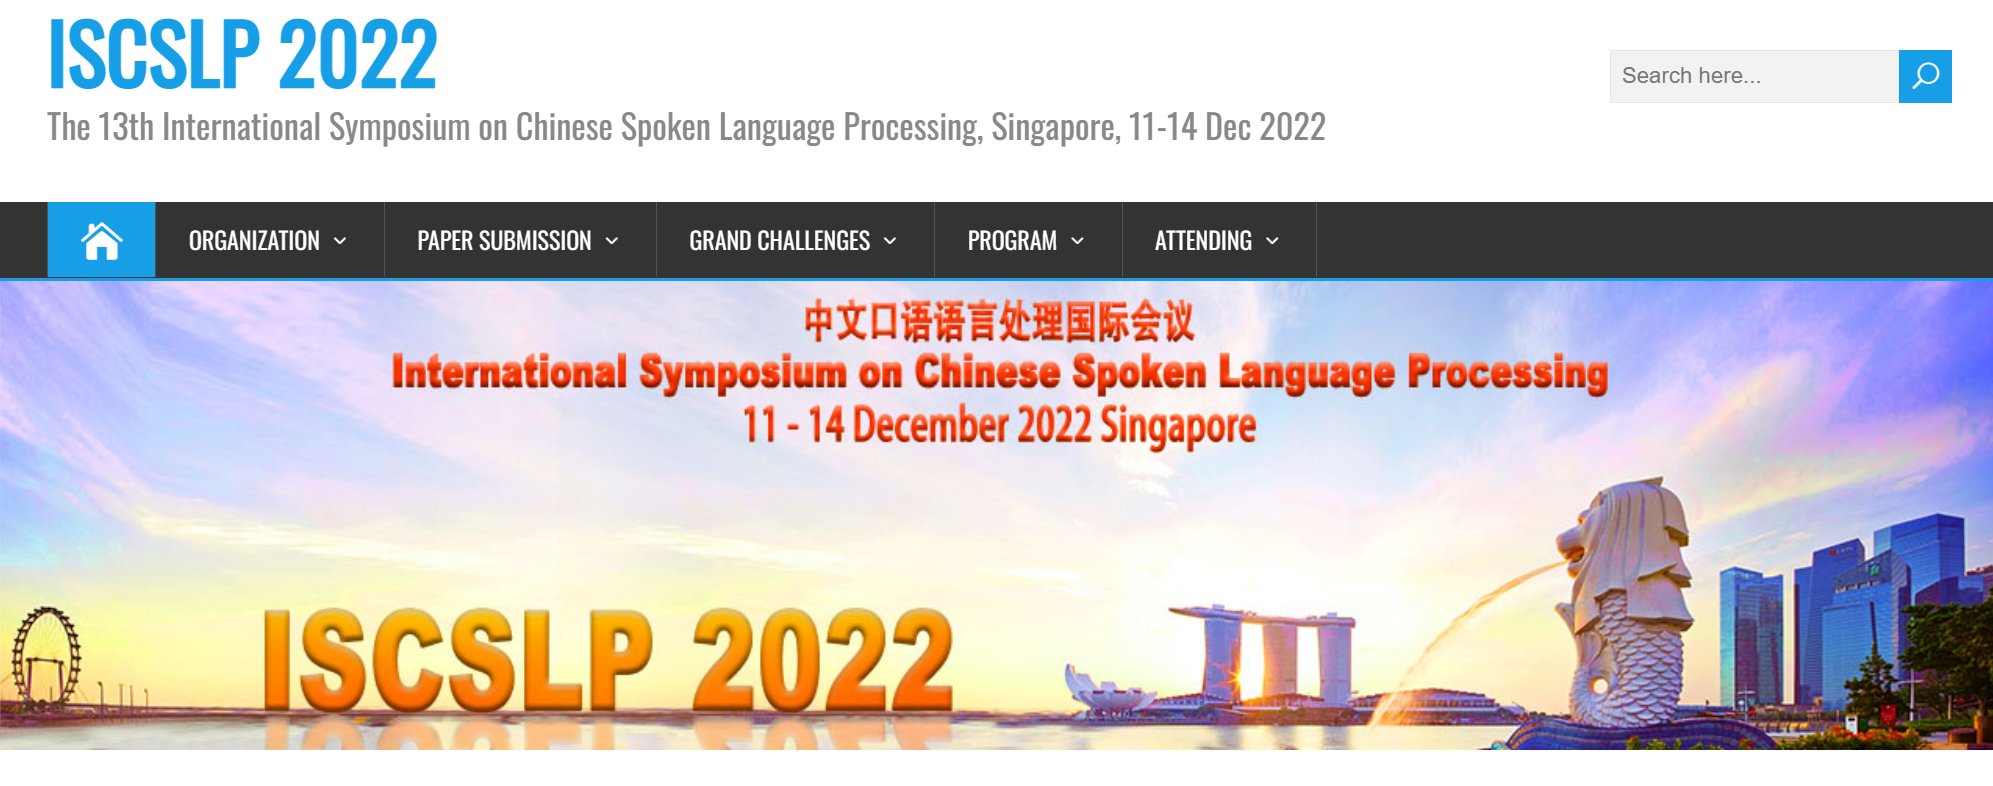 ISCSLP 2022
The 13th International Symposium on Chinese Spoken Language Processing, Singapore, 11-14 Dec 2022
Search here...
ORGANIZATION
PAPER SUBMISSION
GRAND CHALLENGES
PROGRAM
ATTENDING
中文口语语言处理国际会议
International Symposium on Chinese Spoken Language Processing
11 - 14 December 2022 Singapore
ISCSLP 2022